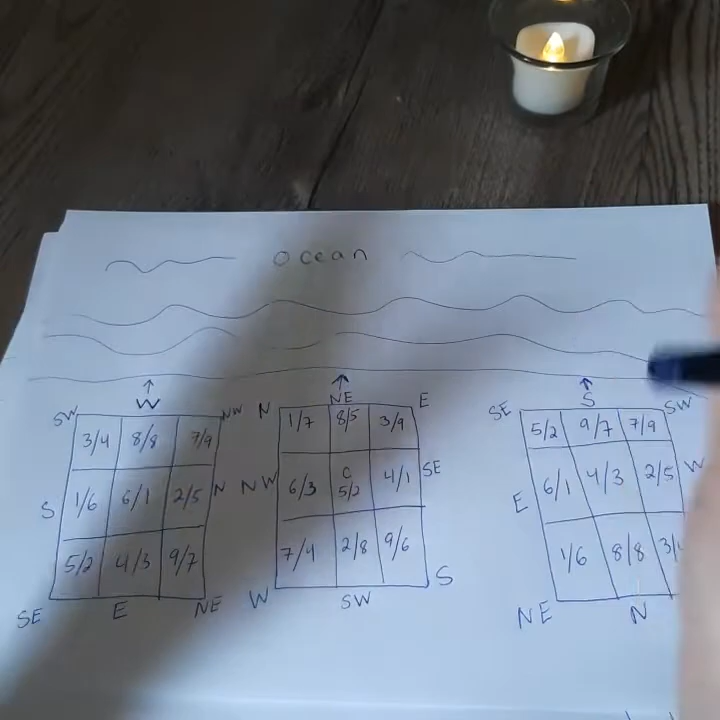 Ocean
SW W NW
3/4 8/8 7/9
S 1/6 6/1 2/5 N
5/2 4/3 9/7
SE E NE
N NE E
1/7 8/5 3/9
NW 6/3 C 5/2 4/1 SE
7/4 2/8 9/6
W SW S
SE S SW
5/2 9/7 7/9
E 6/1 4/3 2/5 W
1/6 8/8
NE N